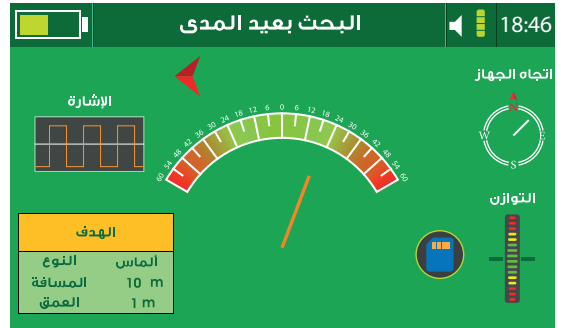 البحث بعيد المدى
18:46
اتجاه الجهاز
N
W E
S
الإشارة
60 54 48 42 36 30 24 18 12 6 0 6 12 18 24 30 36 42 48 54 60
التوازن
الهدف
النوع ألماس
المسافة 10 m
العمق 1 m